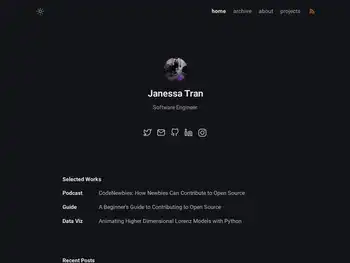 home archive about projects
Janessa Tran
Software Engineer
Selected Works
Podcast CodeNewbies: How Newbies Can Contribute to Open Source
Guide A Beginner's Guide to Contributing to Open Source
Data Viz Animating Higher Dimensional Lorenz Models with Python
Recent Posts